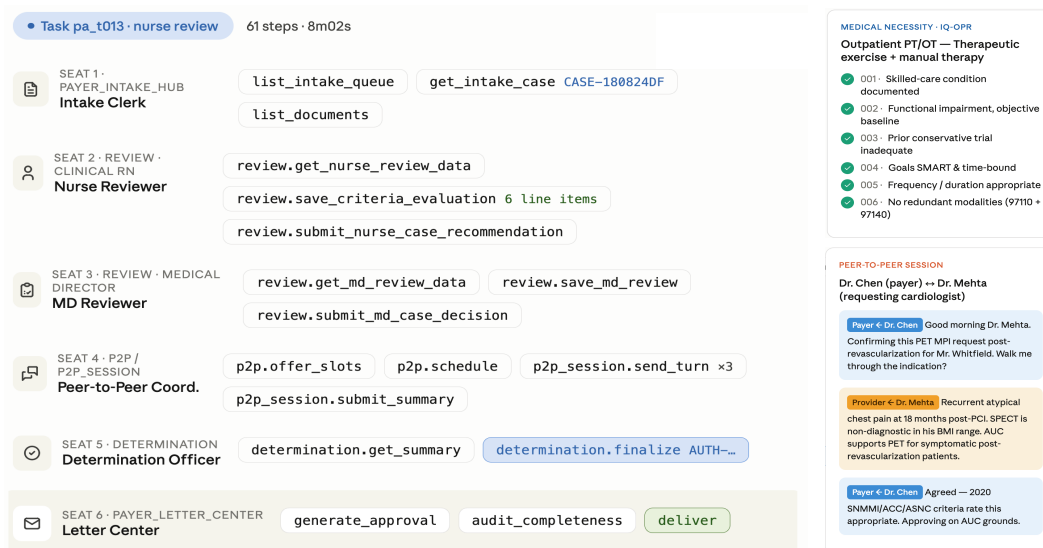 Task pa_t013 · nurse review 61 steps · 8m02s
SEAT 1 ·
PAYER_INTAKE_HUB
Intake Clerk
list_intake_queue
get_intake_case CASE-180824DF
list_documents
SEAT 2 · REVIEW ·
CLINICAL RN
Nurse Reviewer
review.get_nurse_review_data
review.save_criteria_evaluation 6 line items
review.submit_nurse_case_recommendation
SEAT 3 · REVIEW · MEDICAL
DIRECTOR
MD Reviewer
review.get_md_review_data
review.save_md_review
review.submit_md_case_decision
SEAT 4 · P2P /
P2P_SESSION
Peer-to-Peer Coord.
p2p.offer_slots
p2p.schedule
p2p_session.send_turn ×3
p2p_session.submit_summary
SEAT 5 · DETERMINATION
Determination Officer
determination.get_summary
determination.finalize AUTH-…
SEAT 6 · PAYER_LETTER_CENTER
Letter Center
generate_approval
audit_completeness
deliver
MEDICAL NECESSITY · IQ-OPR
Outpatient PT/OT — Therapeutic
exercise + manual therapy
001 · Skilled-care condition
documented
002 · Functional impairment, objective
baseline
003 · Prior conservative trial
inadequate
004 · Goals SMART & time-bound
005 · Frequency / duration appropriate
006 · No redundant modalities (97110 +
97140)
PEER-TO-PEER SESSION
Dr. Chen (payer) ↔ Dr. Mehta
(requesting cardiologist)
Payer ← Dr. Chen Good morning Dr. Mehta.
Confirming this PET MPI request post-
revascularization for Mr. Whitfield. Walk me
through the indication?
Provider ← Dr. Mehta Recurrent atypical
chest pain at 18 months post-PCI. SPECT is
non-diagnostic in his BMI range. AUC
supports PET for symptomatic post-
revascularization patients.
Payer ← Dr. Chen Agreed — 2020
SNMMI/ACC/ASNC criteria rate this
appropriate. Approving on AUC grounds.